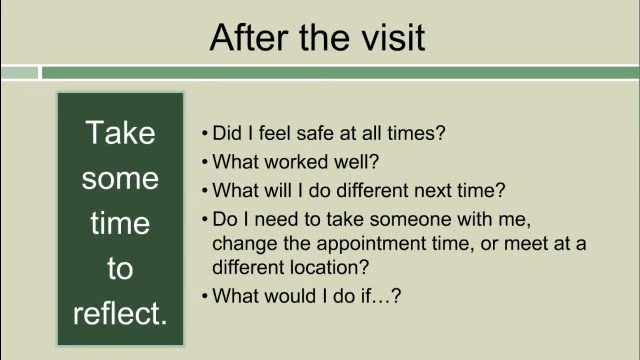 After the visit
Take
some
time
to
reflect.
• Did I feel safe at all times?
• What worked well?
• What will I do different next time?
• Do I need to take someone with me,
change the appointment time, or meet at a
different location?
• What would I do if…?